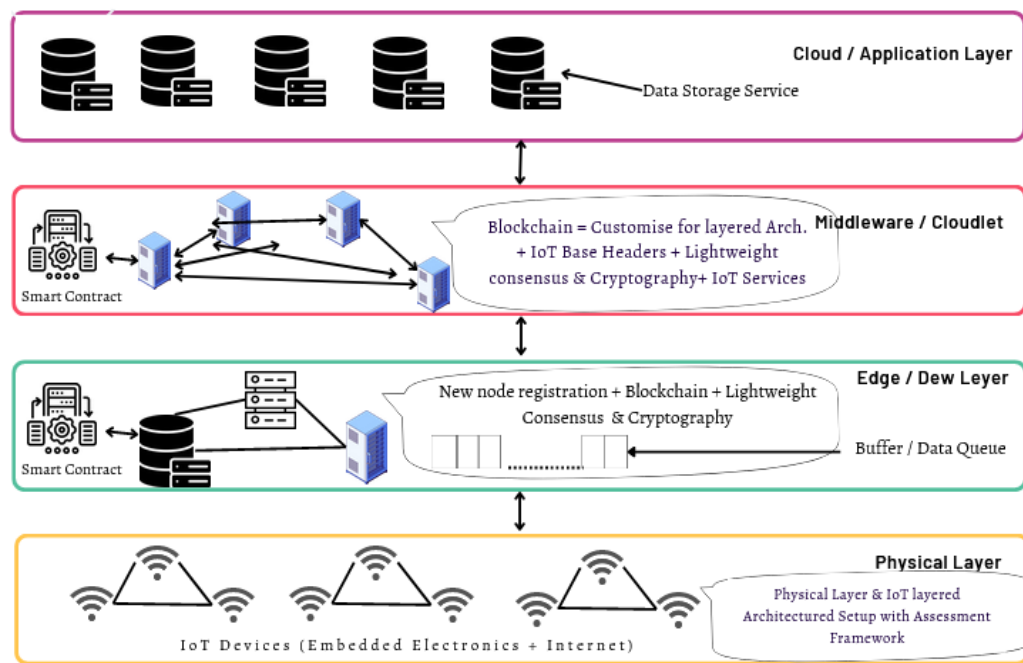 Cloud / Application Layer
Data Storage Service
Middleware / Cloudlet
Blockchain = Customise for layered Arch.
+ IoT Base Headers + Lightweight
consensus & Cryptography+ IoT Services
Smart Contract
Edge / Dew Leyer
New node registration + Blockchain + Lightweight
Consensus & Cryptography
Buffer / Data Queue
Smart Contract
Physical Layer
Physical Layer & IoT layered
Architectured Setup with Assessment
Framework
IoT Devices (Embedded Electronics + Internet)